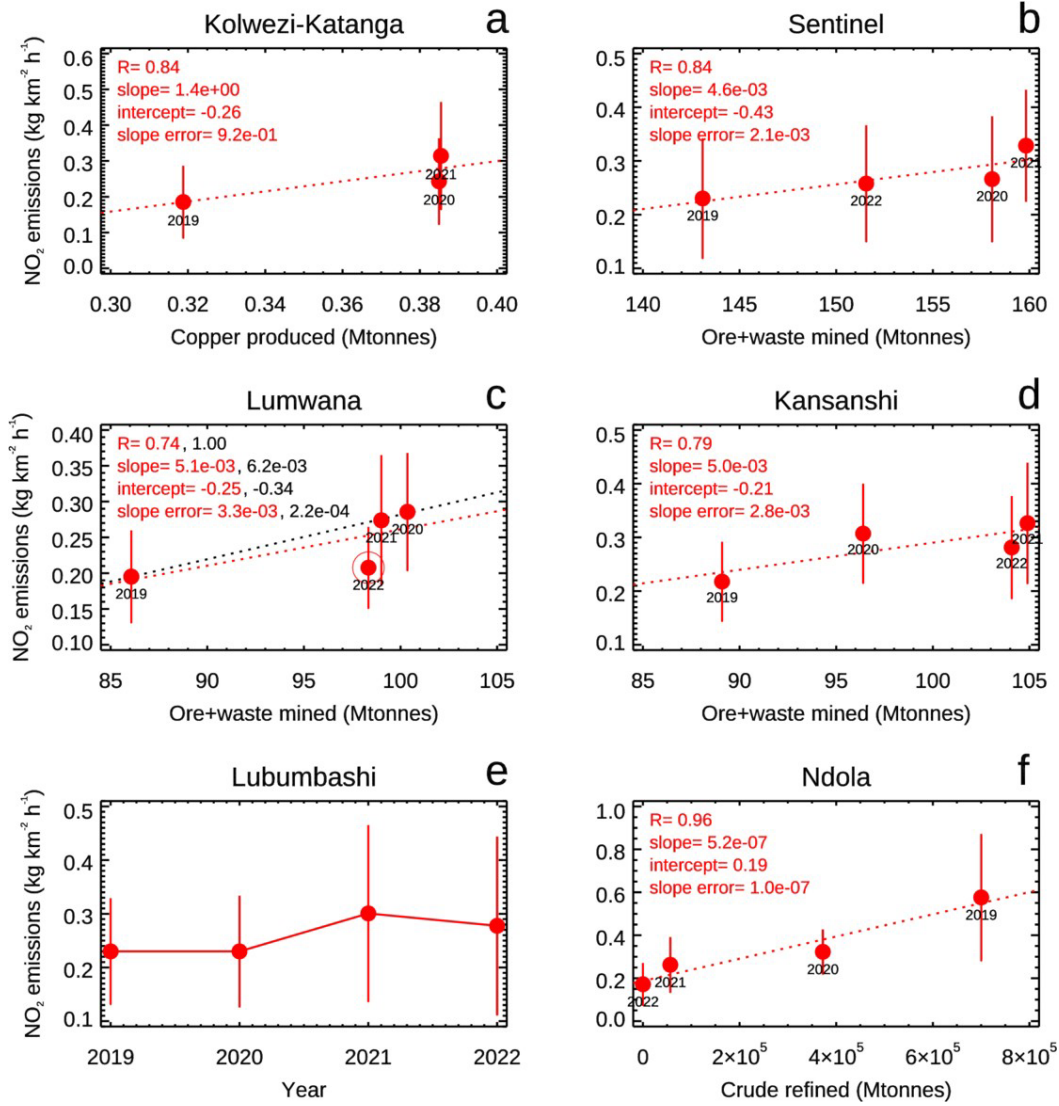 Kolwezi-Katanga a
NO₂ emissions (kg km⁻² h⁻¹)
0.6
0.5
0.4
0.3
0.2
0.1
0.0
R= 0.84
slope= 1.4e+00
intercept= -0.26
slope error= 9.2e-01
2019
2021
2020
0.30 0.32 0.34 0.36 0.38 0.40
Copper produced (Mtonnes)
Sentinel b
0.5
0.4
0.3
0.2
0.1
R= 0.84
slope= 4.6e-03
intercept= -0.43
slope error= 2.1e-03
2019
2022
2020
2021
140 145 150 155 160
Ore+waste mined (Mtonnes)
Lumwana c
NO₂ emissions (kg km⁻² h⁻¹)
0.40
0.35
0.30
0.25
0.20
0.15
0.10
R= 0.74, 1.00
slope= 5.1e-03, 6.2e-03
intercept= -0.25, -0.34
slope error= 3.3e-03, 2.2e-04
2019
2022
2021
2020
85 90 95 100 105
Ore+waste mined (Mtonnes)
Kansanshi d
0.5
0.4
0.3
0.2
0.1
R= 0.79
slope= 5.0e-03
intercept= -0.21
slope error= 2.8e-03
2019
2020
2022
2021
85 90 95 100 105
Ore+waste mined (Mtonnes)
Lubumbashi e
NO₂ emissions (kg km⁻² h⁻¹)
0.5
0.4
0.3
0.2
0.1
2019 2020 2021 2022
Year
Ndola f
1.0
0.8
0.6
0.4
0.2
0.0
R= 0.96
slope= 5.2e-07
intercept= 0.19
slope error= 1.0e-07
2022
2021
2020
2019
0 2×10⁵ 4×10⁵ 6×10⁵ 8×10⁵
Crude refined (Mtonnes)